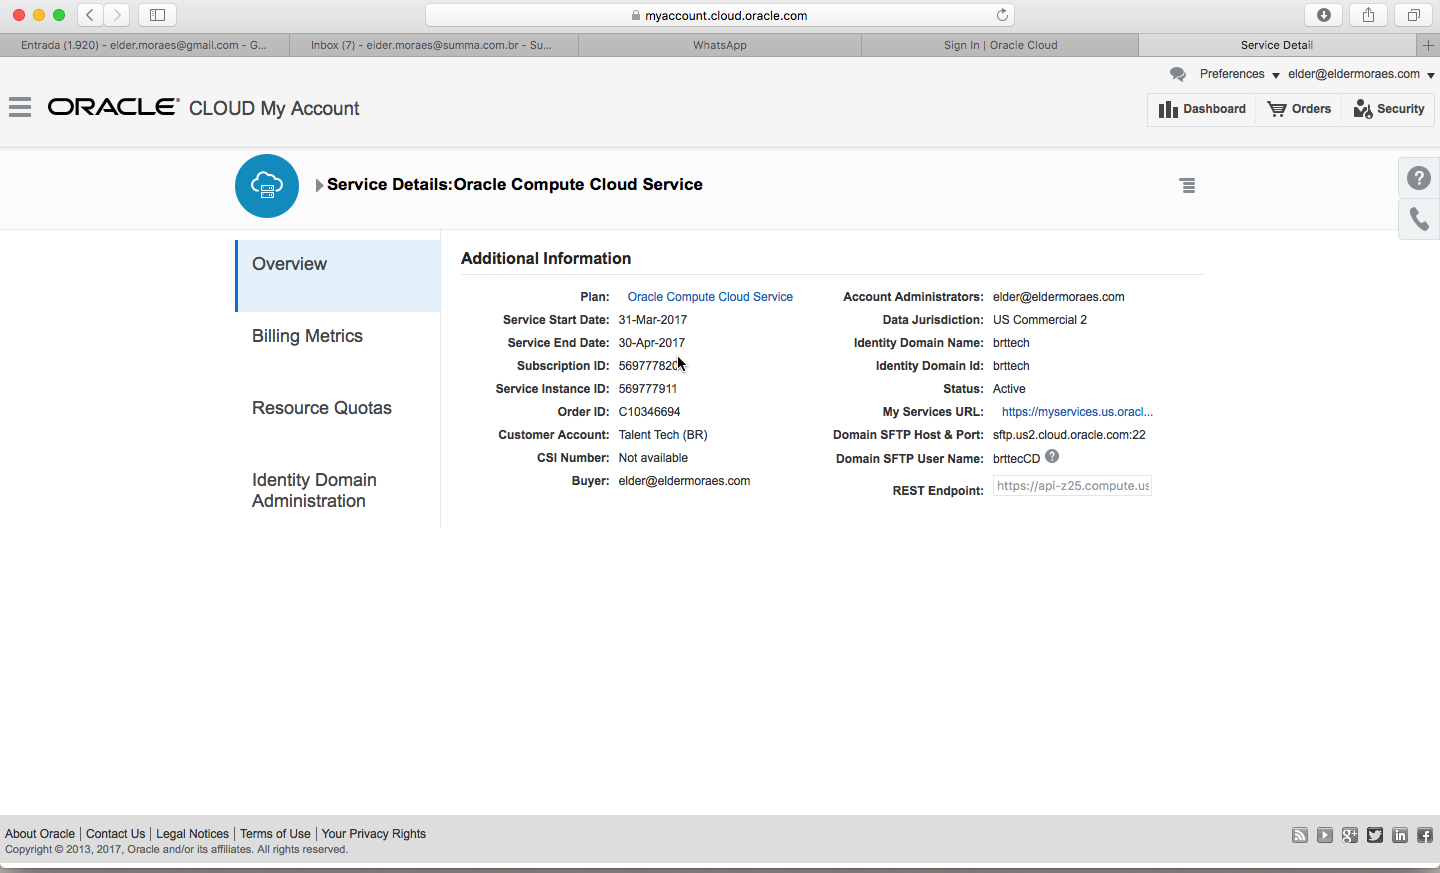 myaccount.cloud.oracle.com
Entrada (1.920) - elder.moraes@gmail.com - G...
Inbox (7) - elder.moraes@summa.com.br - Su...
WhatsApp
Sign In | Oracle Cloud
Service Detail
Preferences
elder@eldermoraes.com
ORACLE CLOUD My Account
Dashboard
Orders
Security
Service Details:Oracle Compute Cloud Service
Overview
Billing Metrics
Resource Quotas
Identity Domain
Administration
Additional Information
Plan: Oracle Compute Cloud Service
Service Start Date: 31-Mar-2017
Service End Date: 30-Apr-2017
Subscription ID: 569777820
Service Instance ID: 569777911
Order ID: C10346694
Customer Account: Talent Tech (BR)
CSI Number: Not available
Buyer: elder@eldermoraes.com
Account Administrators: elder@eldermoraes.com
Data Jurisdiction: US Commercial 2
Identity Domain Name: brttech
Identity Domain Id: brttech
Status: Active
My Services URL: https://myservices.us.oracl...
Domain SFTP Host & Port: sftp.us2.cloud.oracle.com:22
Domain SFTP User Name: brttecCD
REST Endpoint: https://api-z25.compute.us
About Oracle | Contact Us | Legal Notices | Terms of Use | Your Privacy Rights
Copyright © 2013, 2017, Oracle and/or its affiliates. All rights reserved.